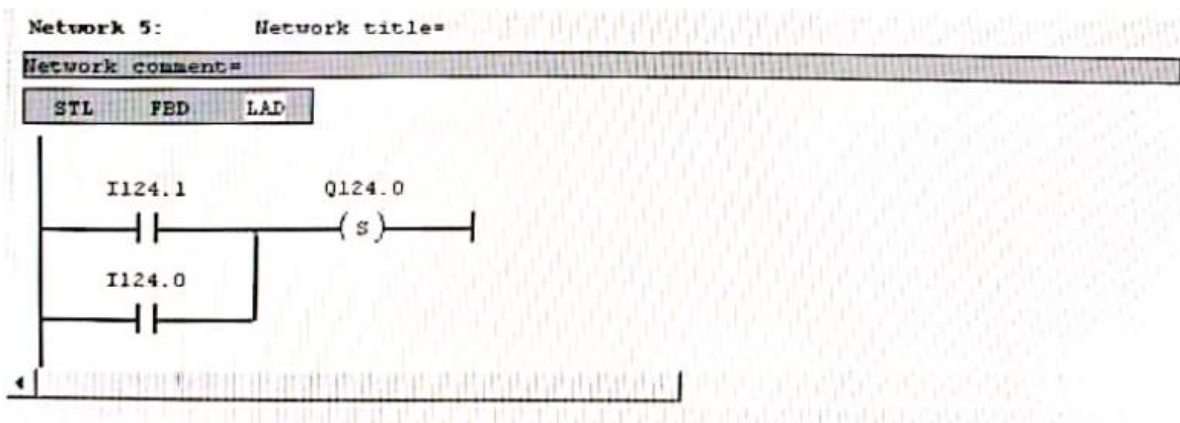 Network 5: Network title=
Network comment=
STL FBD LAD
I124.1 Q124.0
( S )
I124.0